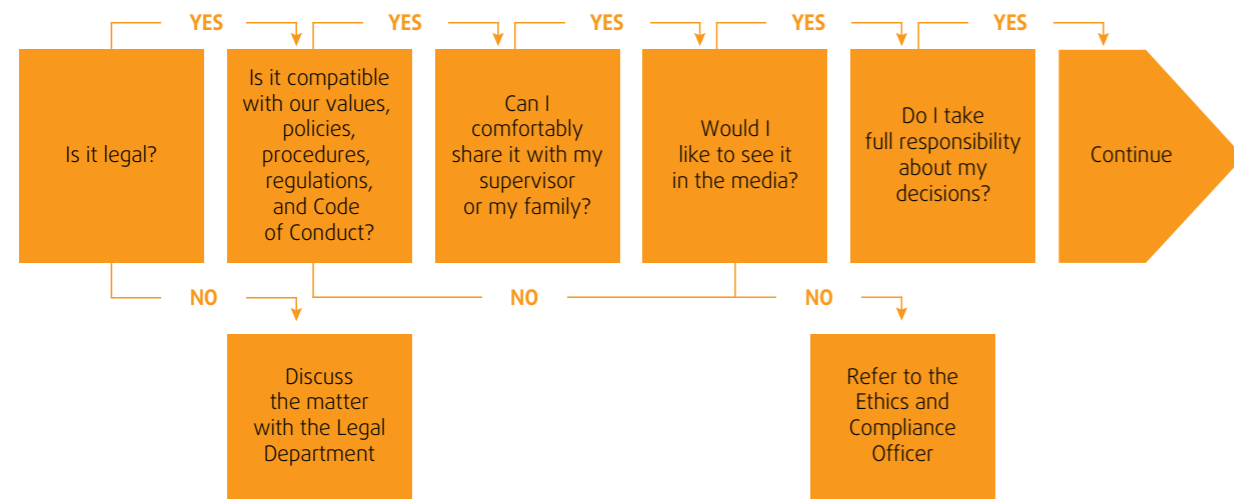 YES
YES
YES
YES
YES
Is it legal?
Is it compatible
with our values,
policies,
procedures,
regulations,
and Code
of Conduct?
Can I
comfortably
share it with my
supervisor
or my family?
Would I
like to see it
in the media?
Do I take
full responsibility
about my
decisions?
Continue
NO
NO
NO
Discuss
the matter
with the Legal
Department
Refer to the
Ethics and
Compliance
Officer